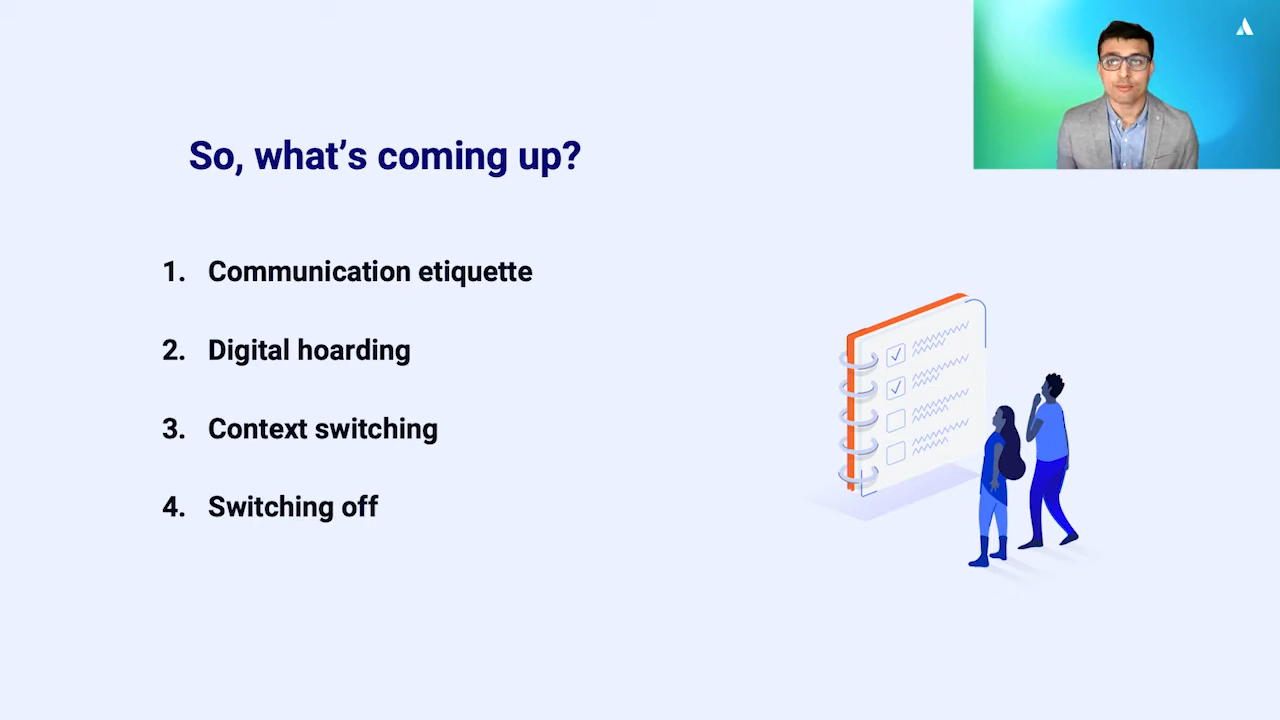 So, what’s coming up?
1. Communication etiquette
2. Digital hoarding
3. Context switching
4. Switching off